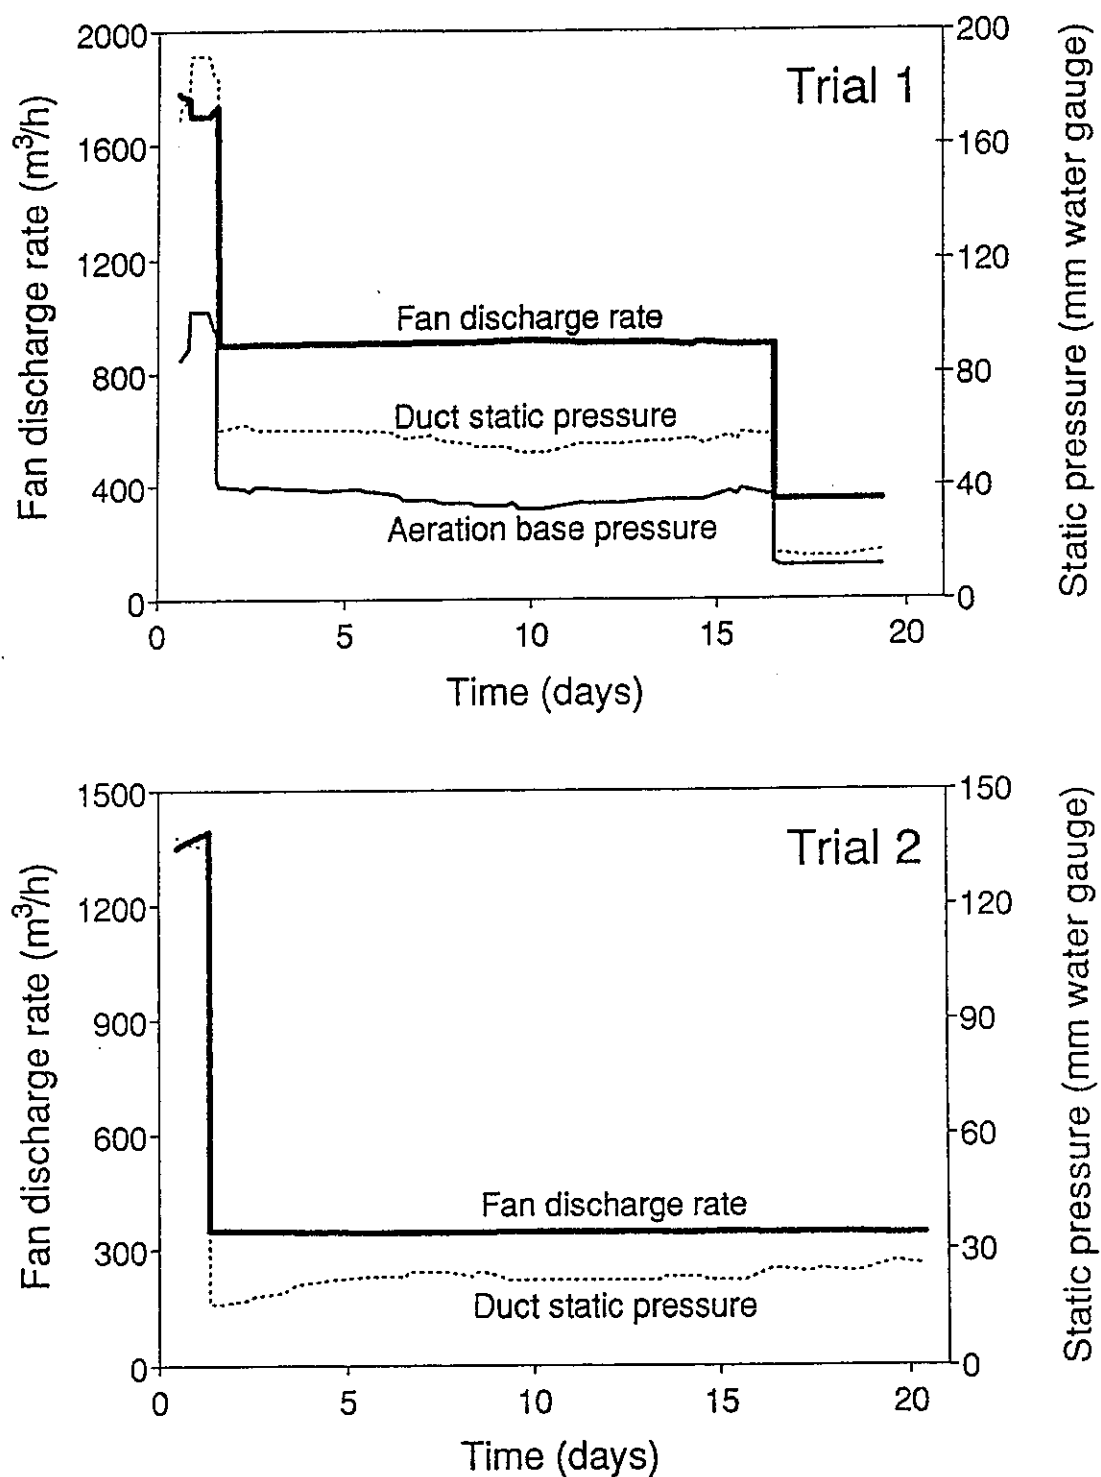 Trial 1
Fan discharge rate (m³/h)
2000
1600
1200
800
400
0
Static pressure (mm water gauge)
200
160
120
80
40
0
Fan discharge rate
Duct static pressure
Aeration base pressure
0 5 10 15 20
Time (days)
Trial 2
Fan discharge rate (m³/h)
1500
1200
900
600
300
0
Static pressure (mm water gauge)
150
120
90
60
30
0
Fan discharge rate
Duct static pressure
0 5 10 15 20
Time (days)